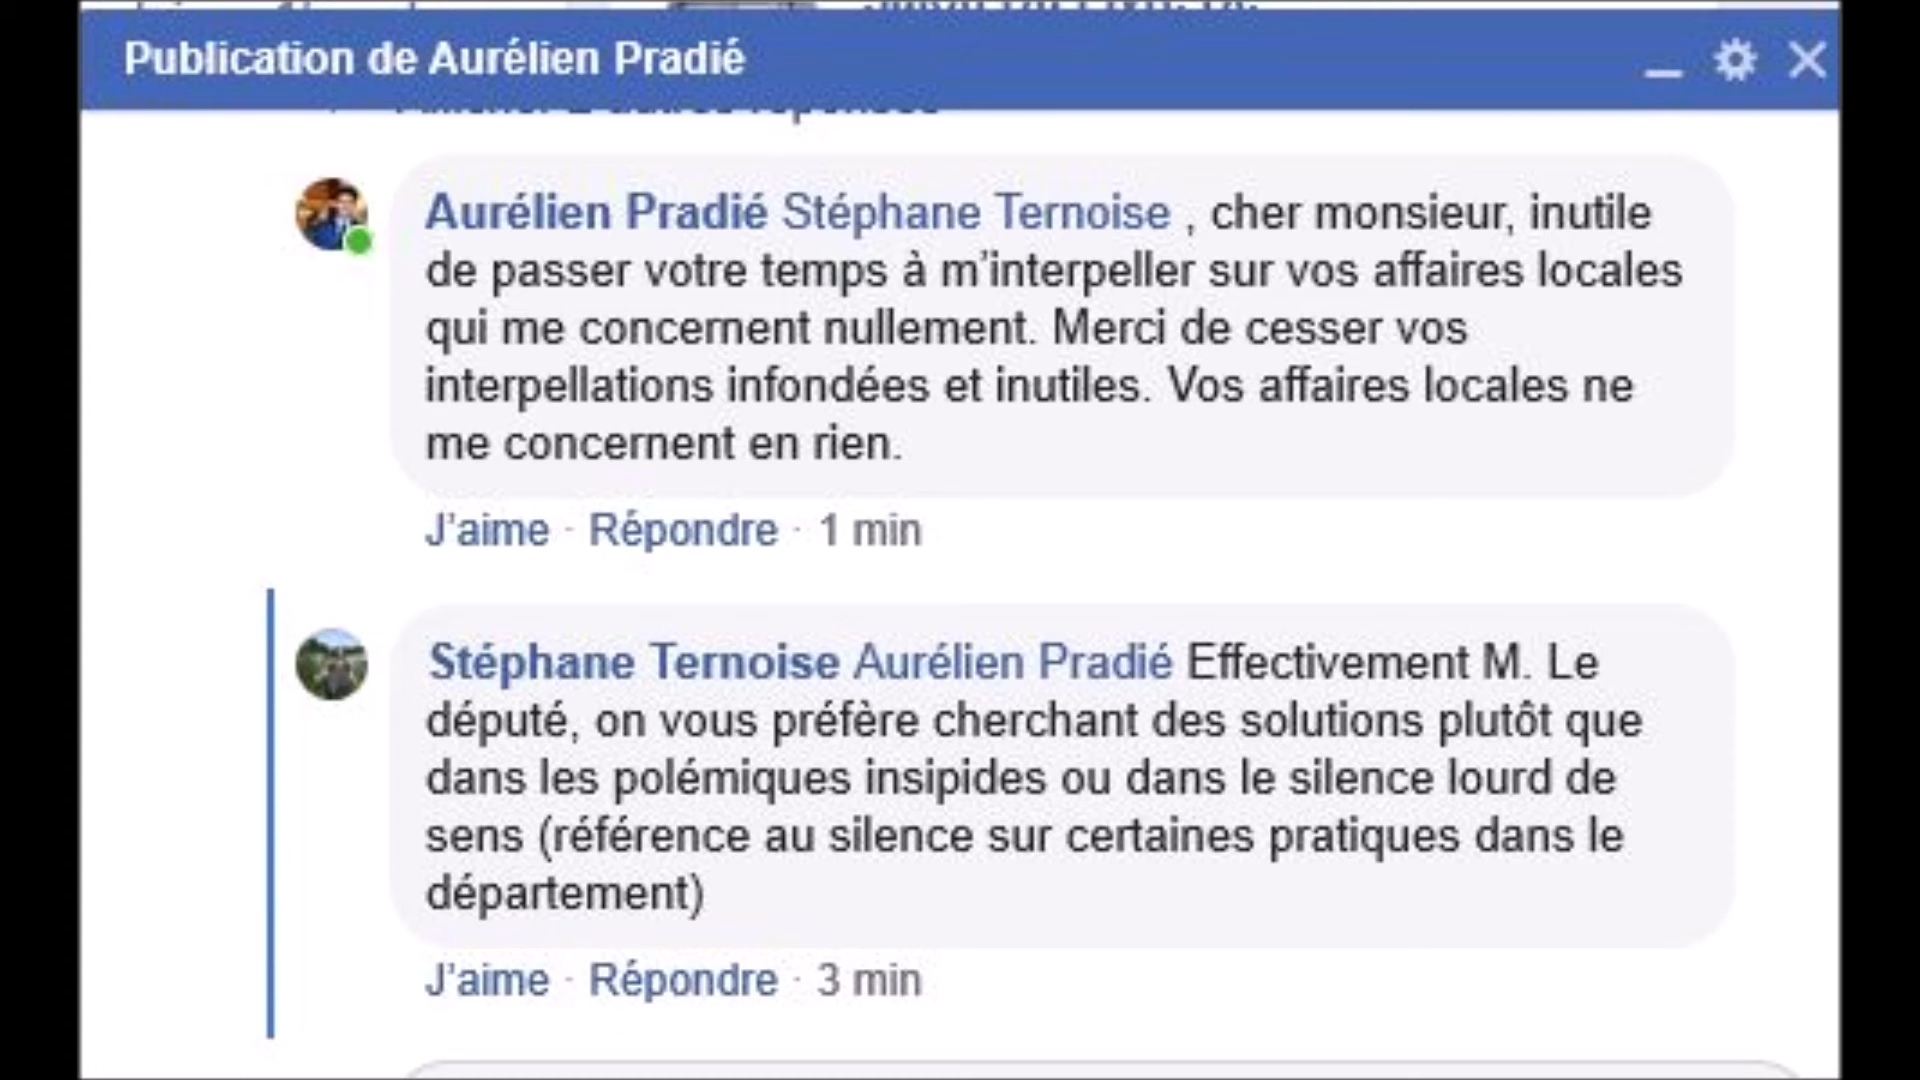 Publication de Aurélien Pradié
Aurélien Pradié Stéphane Ternoise , cher monsieur, inutile
de passer votre temps à m’interpeller sur vos affaires locales
qui me concernent nullement. Merci de cesser vos
interpellations infondées et inutiles. Vos affaires locales ne
me concernent en rien.
J’aime · Répondre · 1 min
Stéphane Ternoise Aurélien Pradié Effectivement M. Le
député, on vous préfère cherchant des solutions plutôt que
dans les polémiques insipides ou dans le silence lourd de
sens (référence au silence sur certaines pratiques dans le
département)
J’aime · Répondre · 3 min